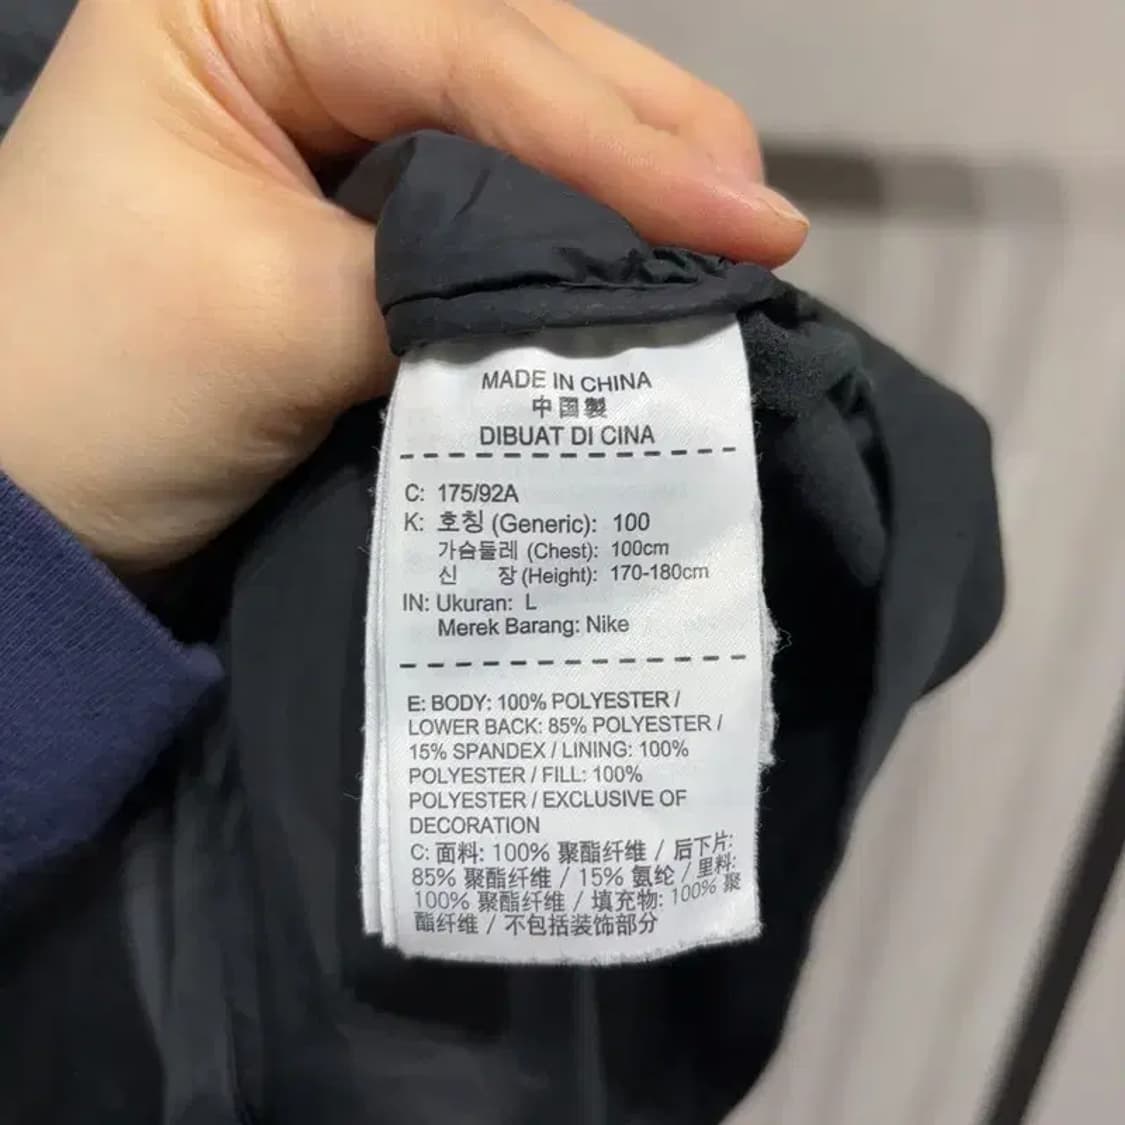 MADE IN CHINA
中国製
DIBUAT DI CINA
C: 175/92A
K: 호칭 (Generic): 100
가슴둘레 (Chest): 100cm
신 장 (Height): 170-180cm
IN: Ukuran: L
Merek Barang: Nike
E: BODY: 100% POLYESTER /
LOWER BACK: 85% POLYESTER /
15% SPANDEX / LINING: 100%
POLYESTER / FILL: 100%
POLYESTER / EXCLUSIVE OF
DECORATION
C: 面料: 100% 聚酯纤维 / 后下片:
85% 聚酯纤维 / 15% 氨纶 / 里料:
100% 聚酯纤维 / 填充物: 100% 聚
酯纤维 / 不包括装饰部分